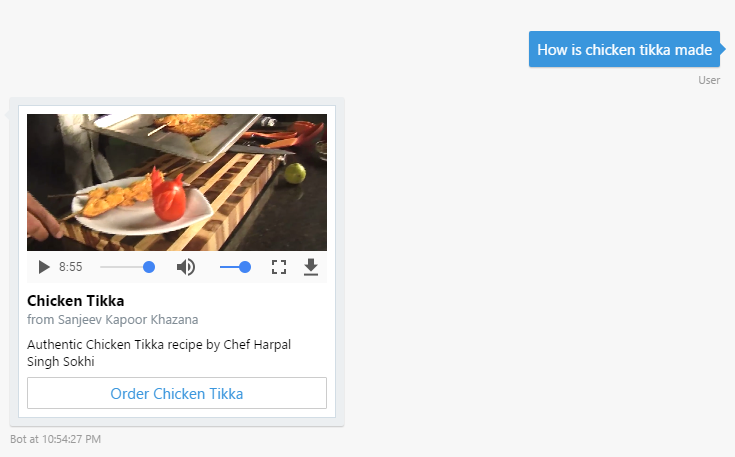 How is chicken tikka made
User
8:55
Chicken Tikka
from Sanjeev Kapoor Khazana
Authentic Chicken Tikka recipe by Chef Harpal
Singh Sokhi
Order Chicken Tikka
Bot at 10:54:27 PM